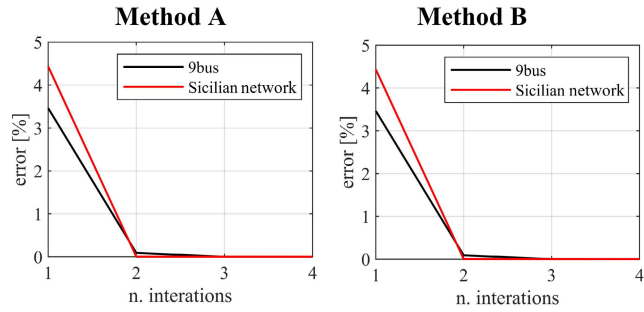 Method A
Method B
5
4
3
2
1
0
error [%]
9bus
Sicilian network
1
2
3
4
n. interations
5
4
3
2
1
0
error [%]
9bus
Sicilian network
1
2
3
4
n. interations